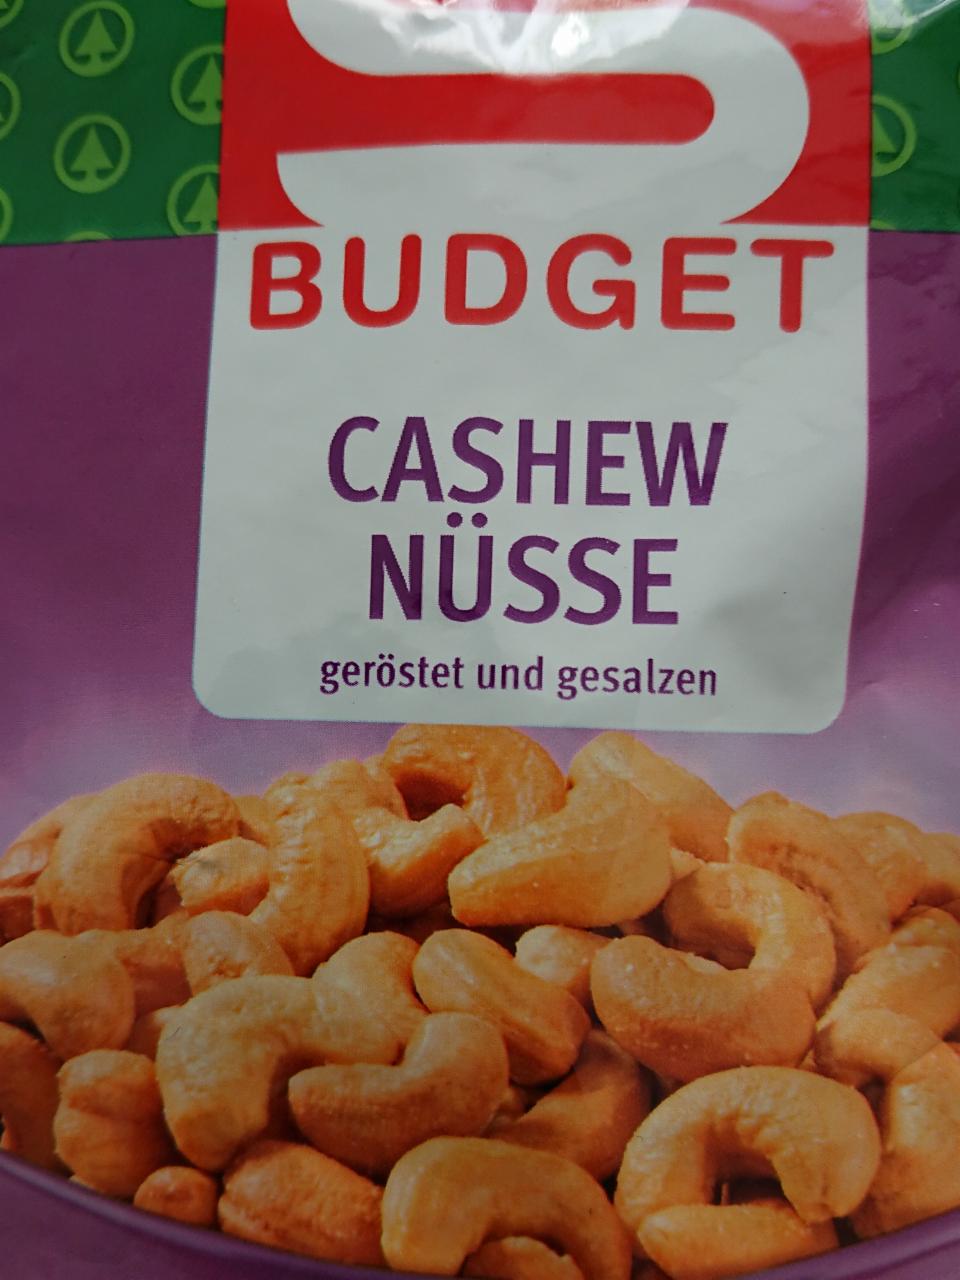 BUDGET
CASHEW
NÜSSE
geröstet und gesalzen